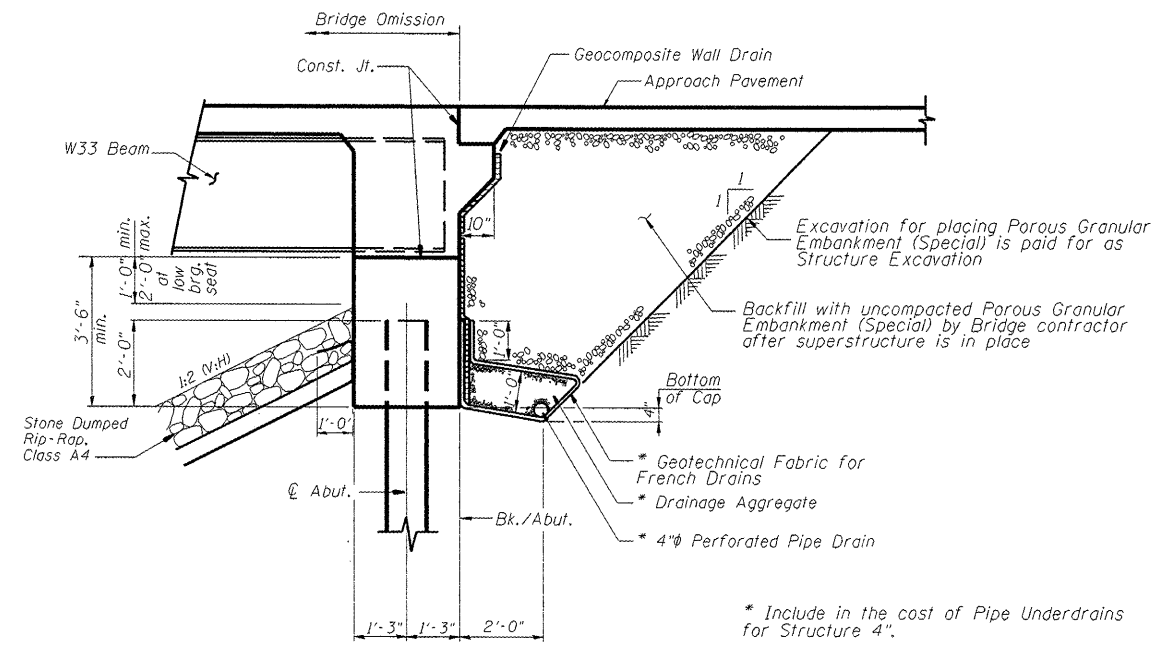 Bridge Omission
Const. Jt.
Geocomposite Wall Drain
Approach Pavement
W33 Beam
1
1
10"
1'-0" min.
2'-0" max.
at
low
brg.
seat
3'-6"
min.
2'-0"
1'-0"
1'-0
1:2 (V:H)
Excavation for placing Porous Granular
Embankment (Special) is paid for as
Structure Excavation
Backfill with uncompacted Porous Granular
Embankment (Special) by Bridge contractor
after superstructure is in place
Bottom
of Cap
4"
Stone Dumped
Rip-Rap,
Class A4
1'-0"
* Geotechnical Fabric for
French Drains
* Drainage Aggregate
* 4"ϕ Perforated Pipe Drain
℄ Abut.
Bk./Abut.
1'-3"
1'-3"
2'-0"
* Include in the cost of Pipe Underdrains
for Structure 4".